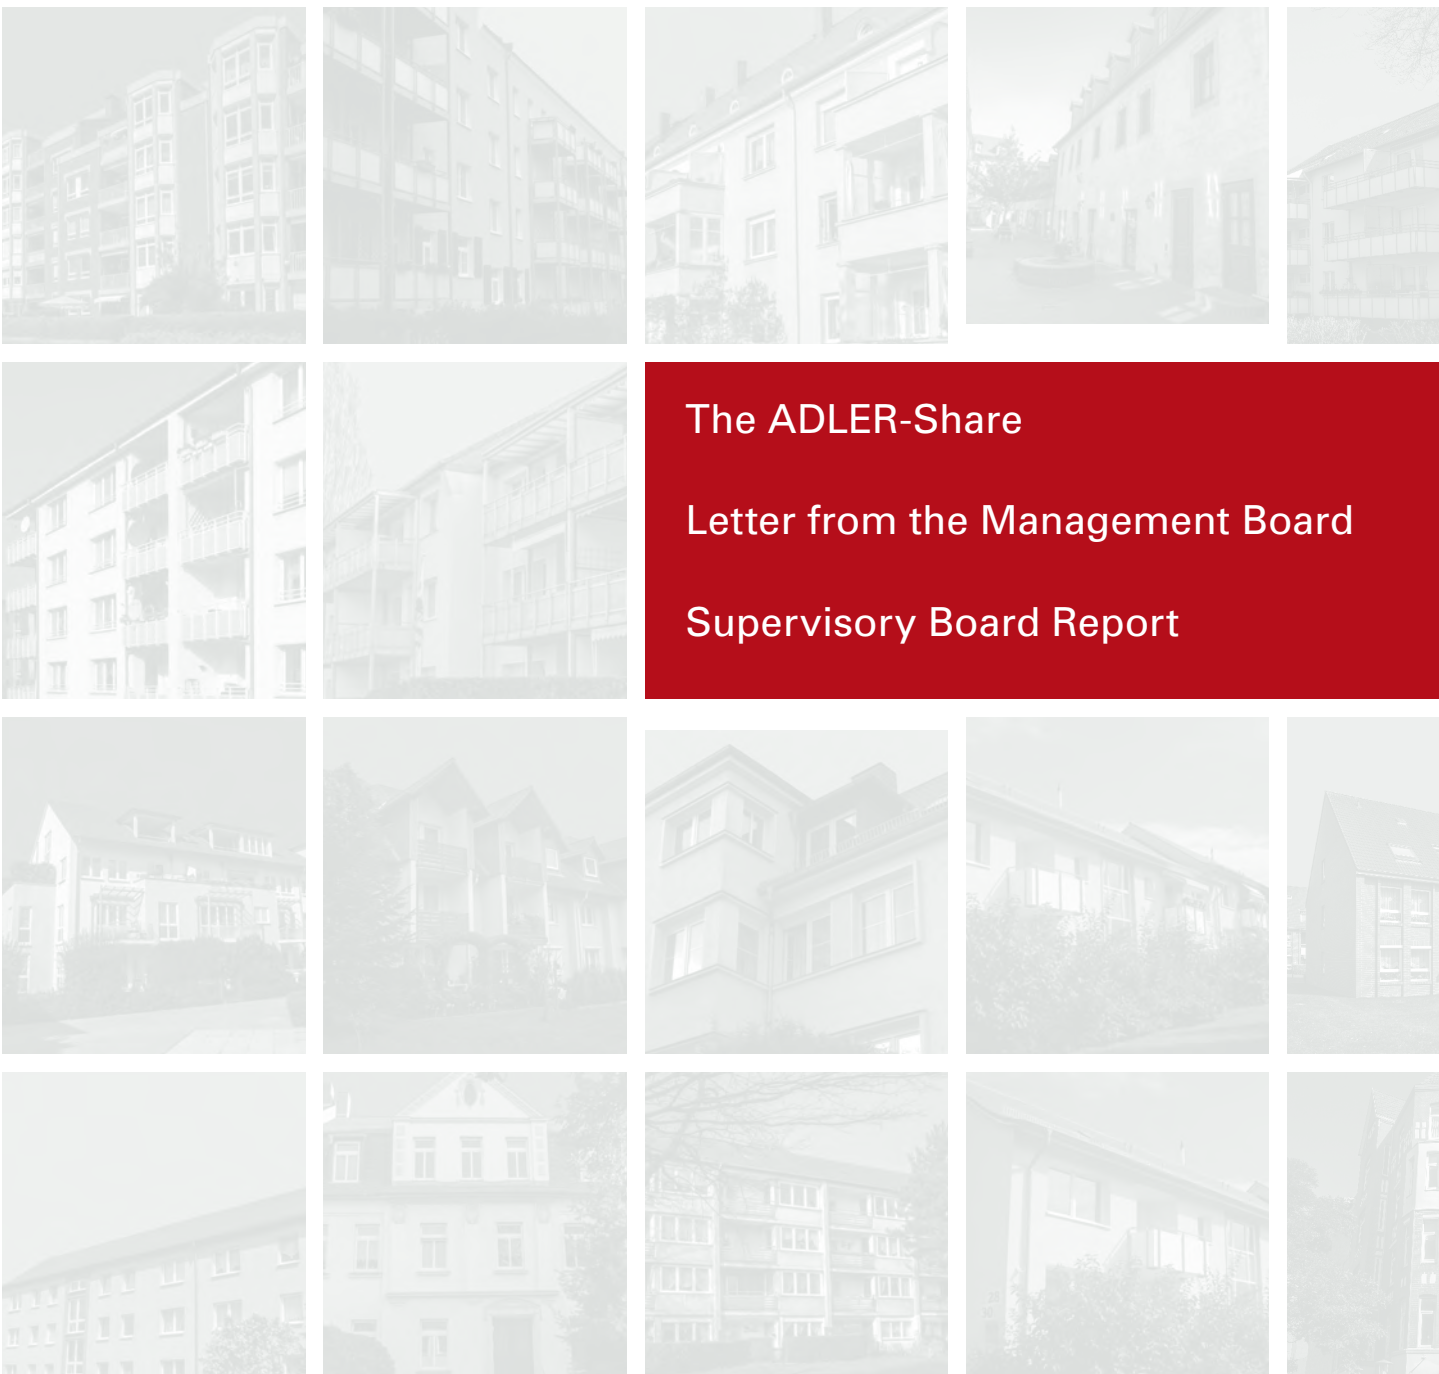 The ADLER-Share
Letter from the Management Board
Supervisory Board Report